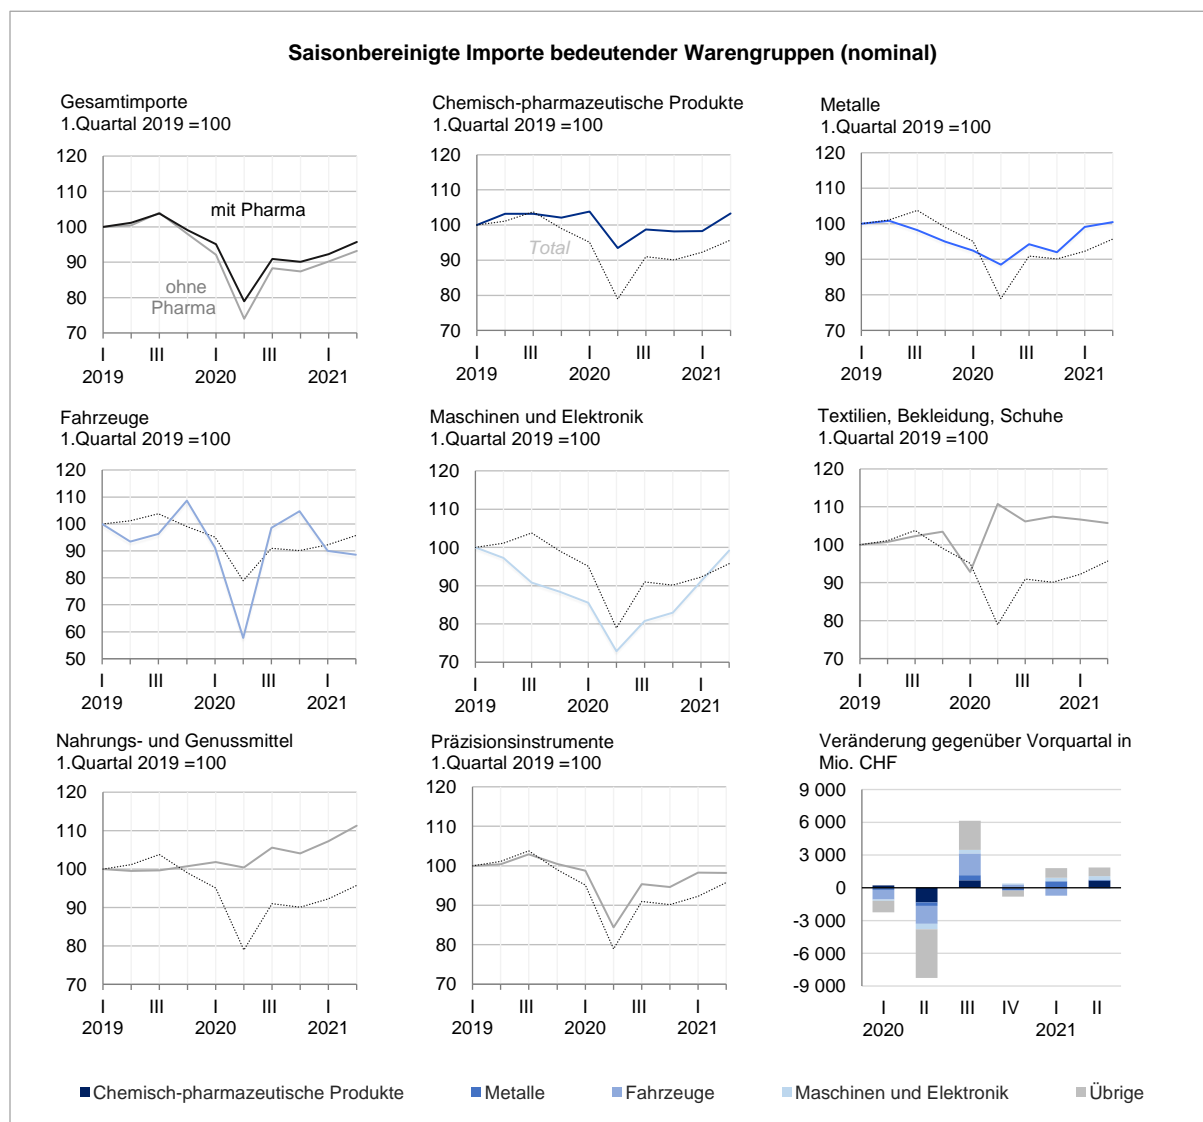 Saisonbereinigte Importe bedeutender Warengruppen (nominal)
Gesamtimporte
1.Quartal 2019 =100
120
110
100
90
80
70
mit Pharma
ohne
Pharma
I III I III I
2019 2020 2021
Chemisch-pharmazeutische Produkte
1.Quartal 2019 =100
120
110
100
90
80
70
Total
I III I III I
2019 2020 2021
Metalle
1.Quartal 2019 =100
120
110
100
90
80
70
I III I III I
2019 2020 2021
Fahrzeuge
1.Quartal 2019 =100
120
110
100
90
80
70
60
50
I III I III I
2019 2020 2021
Maschinen und Elektronik
1.Quartal 2019 =100
120
110
100
90
80
70
I III I III I
2019 2020 2021
Textilien, Bekleidung, Schuhe
1.Quartal 2019 =100
120
110
100
90
80
70
I III I III I
2019 2020 2021
Nahrungs- und Genussmittel
1.Quartal 2019 =100
120
110
100
90
80
70
I III I III I
2019 2020 2021
Präzisionsinstrumente
1.Quartal 2019 =100
120
110
100
90
80
70
I III I III I
2019 2020 2021
Veränderung gegenüber Vorquartal in
Mio. CHF
9 000
6 000
3 000
0
-3 000
-6 000
-9 000
I II III IV I II
2020 2021
Chemisch-pharmazeutische Produkte Metalle Fahrzeuge Maschinen und Elektronik Übrige